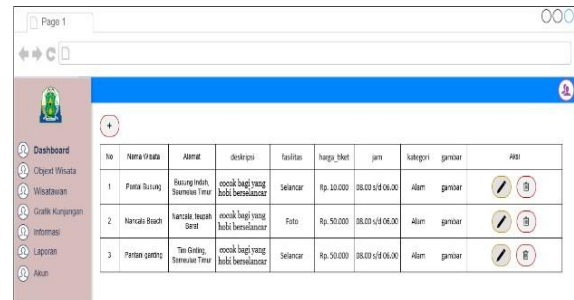 Page 1
Dashboard
Objext Wisata
Wisatawan
Grafik Kunjungan
Informasi
Laporan
Akun
+
No Nama Wisata Alamat deskripsi fasilitas harga_tiket jam kategori gambar Aksi
1 Pantai Busung Busung Indah, Seumeulue Timur cocok bagi yang hobi berselancar Selancar Rp. 10.000 08.00 s/d 06.00 Alam gambar
2 Nancala Beach Nancala, teupah Barat cocok bagi yang hobi berselancar Foto Rp. 50.000 08.00 s/d 06.00 Alam gambar
3 Pantan ganting Tim Ginting, Semeulue Timur cocok bagi yang hobi berselancar Selancar Rp. 50.000 08.00 s/d 06.00 Alam gambar